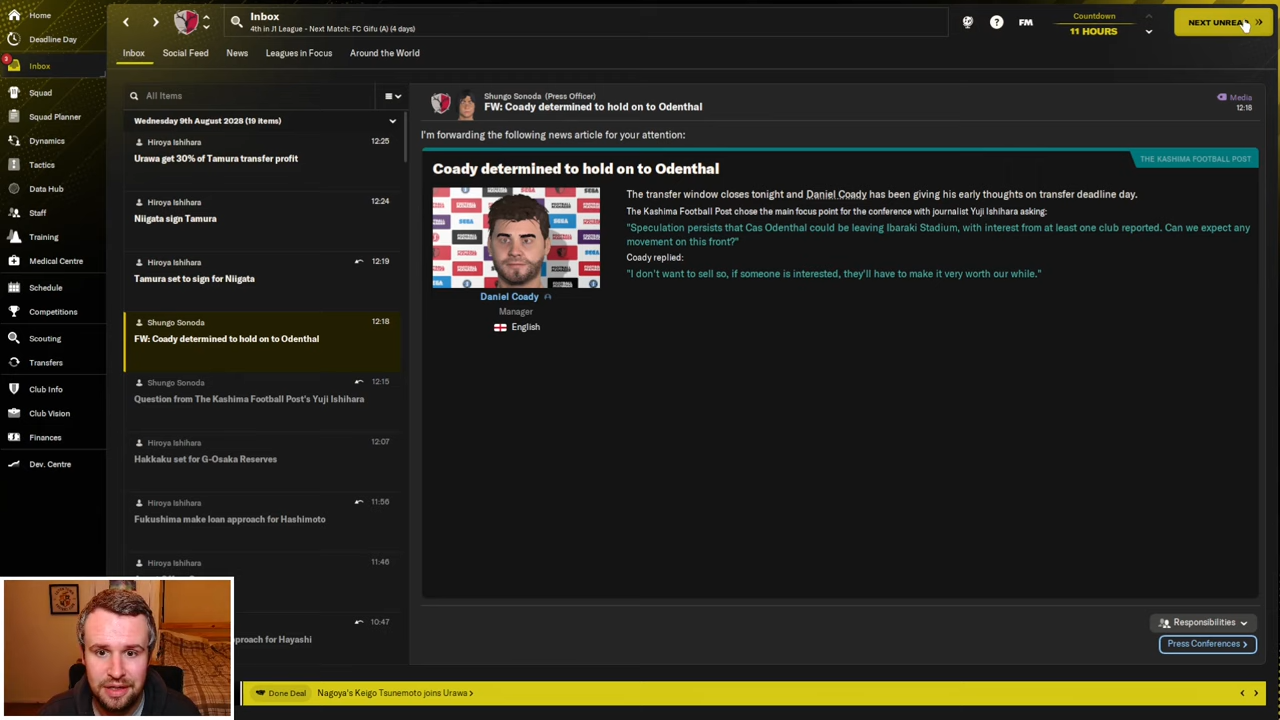 Home
Deadline Day
3
Inbox
Squad
Squad Planner
Dynamics
Tactics
Data Hub
Staff
Training
Medical Centre
Schedule
Competitions
Scouting
Transfers
Club Info
Club Vision
Finances
Dev. Centre
Inbox
4th in J1 League - Next Match: FC Gifu (A) (4 days)
FM
Countdown
11 HOURS
NEXT UNREAD
Inbox Social Feed News Leagues in Focus Around the World
All Items
Wednesday 9th August 2028 (19 items)
Hiroya Ishihara 12:25
Urawa get 30% of Tamura transfer profit
Hiroya Ishihara 12:24
Niigata sign Tamura
Hiroya Ishihara 12:19
Tamura set to sign for Niigata
Shungo Sonoda 12:18
FW: Coady determined to hold on to Odenthal
Shungo Sonoda 12:15
Question from The Kashima Football Post's Yuji Ishihara
Hiroya Ishihara 12:07
Hakkaku set for G-Osaka Reserves
Hiroya Ishihara 11:56
Fukushima make loan approach for Hashimoto
Hiroya Ishihara 11:46
Ishihara 10:47
approach for Hayashi
Shungo Sonoda (Press Officer)
FW: Coady determined to hold on to Odenthal
Media
12:18
I'm forwarding the following news article for your attention:
THE KASHIMA FOOTBALL POST
Coady determined to hold on to Odenthal
The transfer window closes tonight and Daniel Coady has been giving his early thoughts on transfer deadline day.
The Kashima Football Post chose the main focus point for the conference with journalist Yuji Ishihara asking:
"Speculation persists that Cas Odenthal could be leaving Ibaraki Stadium, with interest from at least one club reported. Can we expect any
movement on this front?"
Coady replied:
"I don't want to sell so, if someone is interested, they'll have to make it very worth our while."
SEGA
Daniel Coady
Manager
English
Responsibilities
Press Conferences
Done Deal Nagoya's Keigo Tsunemoto joins Urawa